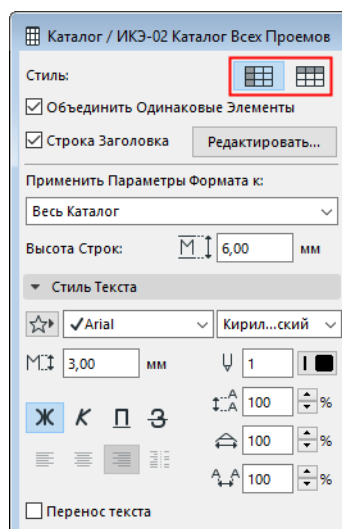 Каталог / ИКЭ-02 Каталог Всех Проемов
Стиль:
Объединить Одинаковые Элементы
Строка Заголовка Редактировать...
Применить Параметры Формата к:
Весь Каталог
Высота Строк: 6,00 мм
Стиль Текста
Arial Кирил...ский
3,00 мм 1
100 %
Ж К П З
100 %
100 %
Перенос текста